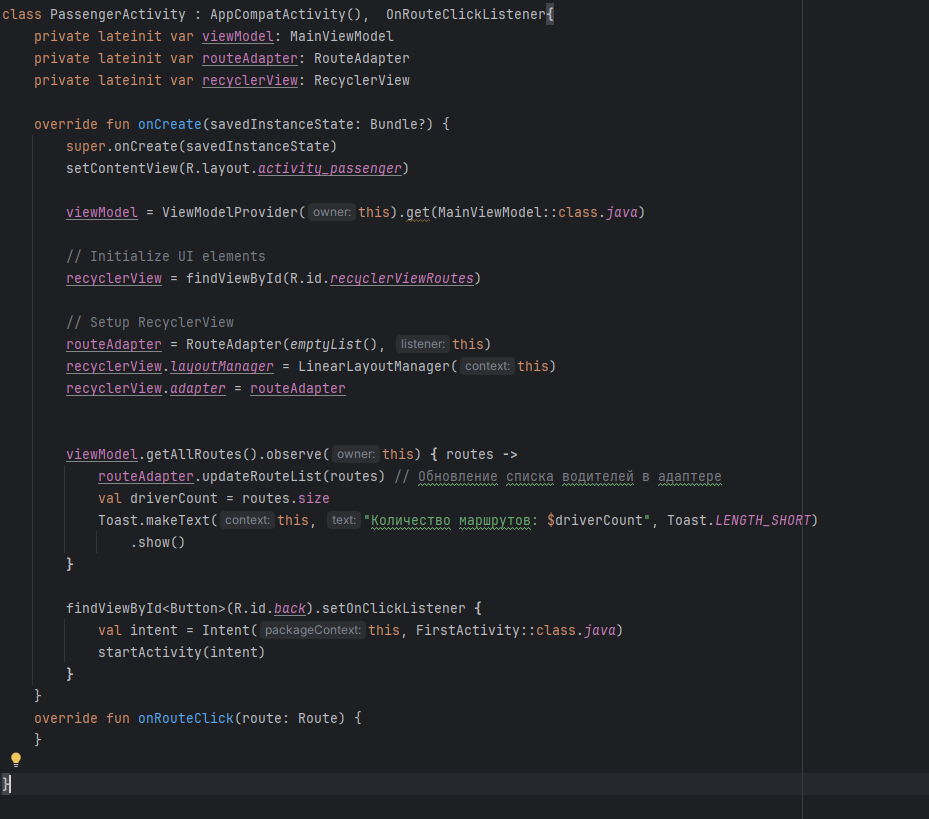 class PassengerActivity : AppCompatActivity(),  OnRouteClickListener{
    private lateinit var viewModel: MainViewModel
    private lateinit var routeAdapter: RouteAdapter
    private lateinit var recyclerView: RecyclerView
    override fun onCreate(savedInstanceState: Bundle?) {
        super.onCreate(savedInstanceState)
        setContentView(R.layout.activity_passenger)
        viewModel = ViewModelProvider( owner: this).get(MainViewModel::class.java)
        // Initialize UI elements
        recyclerView = findViewById(R.id.recyclerViewRoutes)
        // Setup RecyclerView
        routeAdapter = RouteAdapter(emptyList(), listener: this)
        recyclerView.layoutManager = LinearLayoutManager( context: this)
        recyclerView.adapter = routeAdapter
        viewModel.getAllRoutes().observe( owner: this) { routes ->
            routeAdapter.updateRouteList(routes) // Обновление списка водителей в адаптере
            val driverCount = routes.size
            Toast.makeText( context: this, text: "Количество маршрутов: $driverCount", Toast.LENGTH_SHORT)
                .show()
        }
        findViewById<Button>(R.id.back).setOnClickListener {
            val intent = Intent( packageContext: this, FirstActivity::class.java)
            startActivity(intent)
        }
    }
    override fun onRouteClick(route: Route) {
    }
}